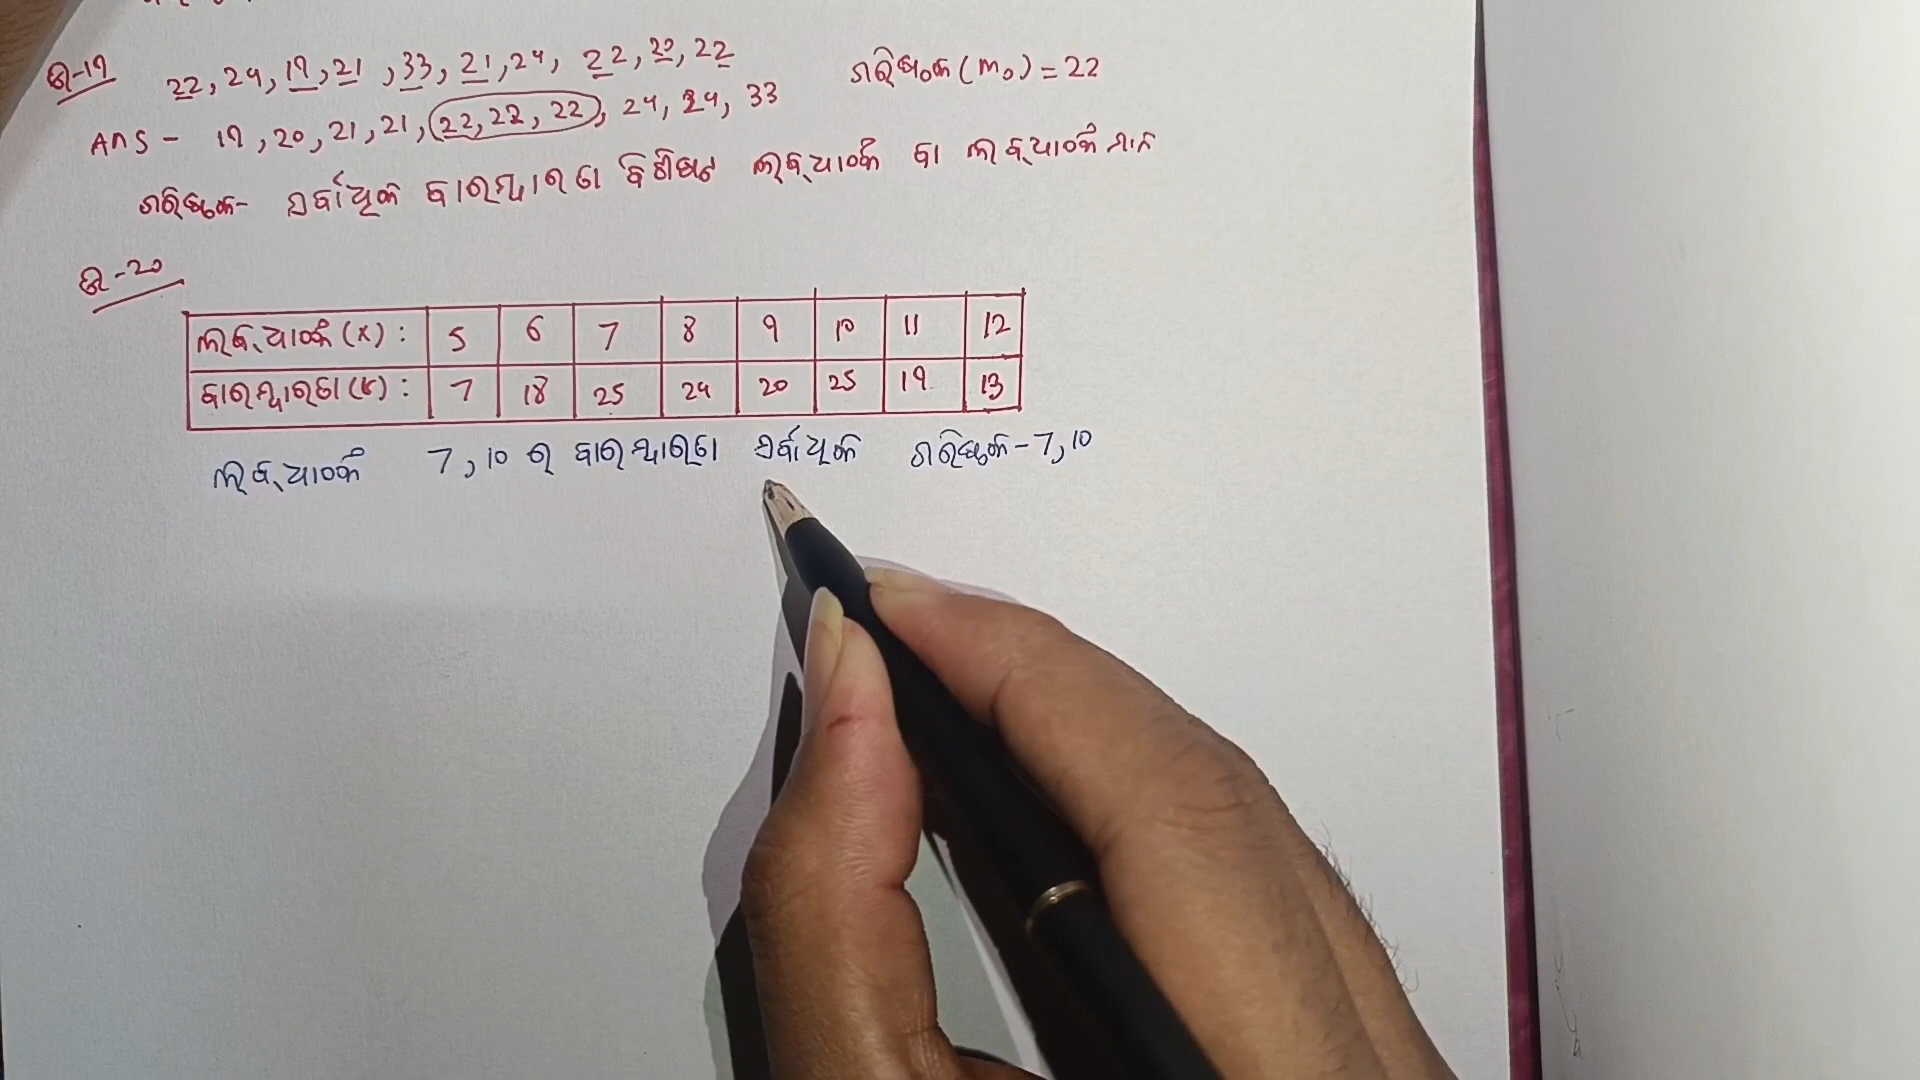 ଉ-19 22, 24, 19, 21, 33, 21, 24, 22, 20, 22 ଗରିଷ୍ଠକ (Mo) = 22
Ans - 19, 20, 21, 21, 22, 22, 22, 24, 24, 33
ଗରିଷ୍ଠକ- ସର୍ବାଧିକ ବାରମ୍ବାରତା ବିଶିଷ୍ଟ ଲବ୍ଧାଙ୍କ ବା ଲବ୍ଧାଙ୍କ ମାନ
ଉ-20
ଲବ୍ଧାଙ୍କ (x) : 5 6 7 8 9 10 11 12
ବାରମ୍ବାରତା (f) : 7 18 25 24 20 25 19 13
ଲବ୍ଧାଙ୍କ 7, 10 ର ବାରମ୍ବାରତା ସର୍ବାଧିକ ଗରିଷ୍ଠକ - 7, 10